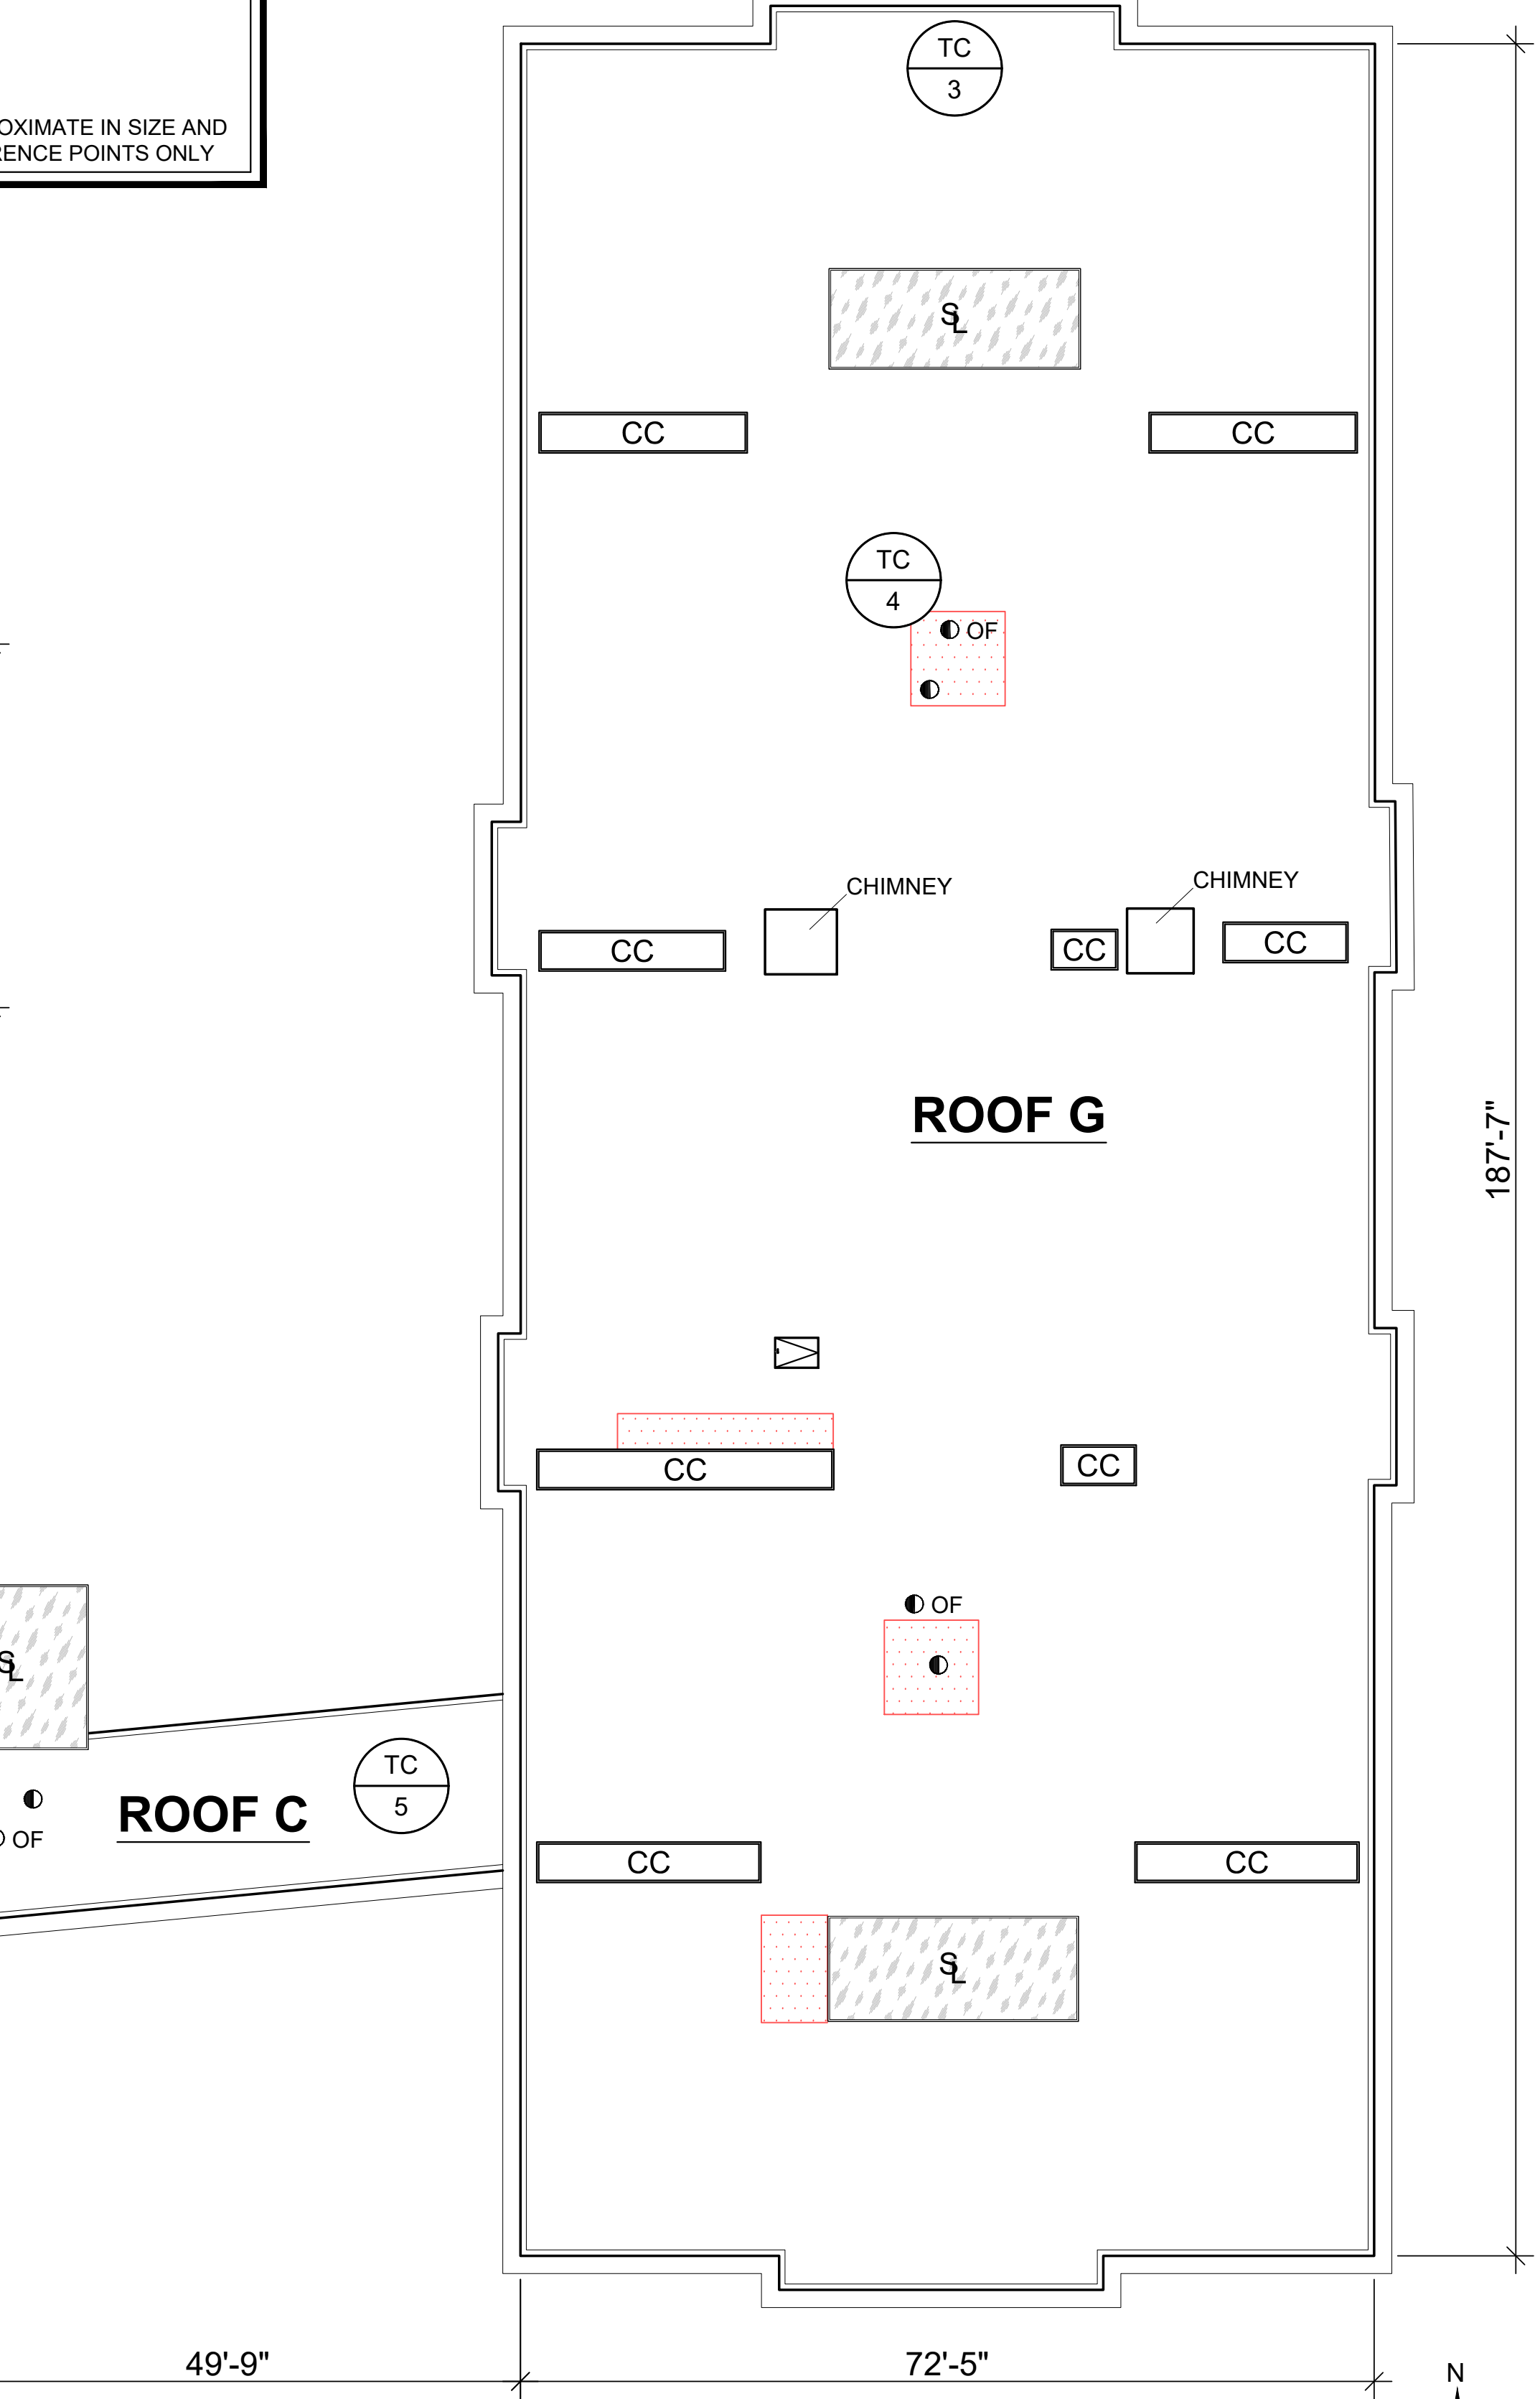 OXIMATE IN SIZE AND
RENCE POINTS ONLY
TC
3
SL
CC
CC
TC
4
OF
CHIMNEY
CHIMNEY
CC
CC
CC
ROOF G
187'-7"
CC
CC
OF
SL
TC
5
ROOF C
OF
CC
CC
SL
49'-9"
72'-5"
N